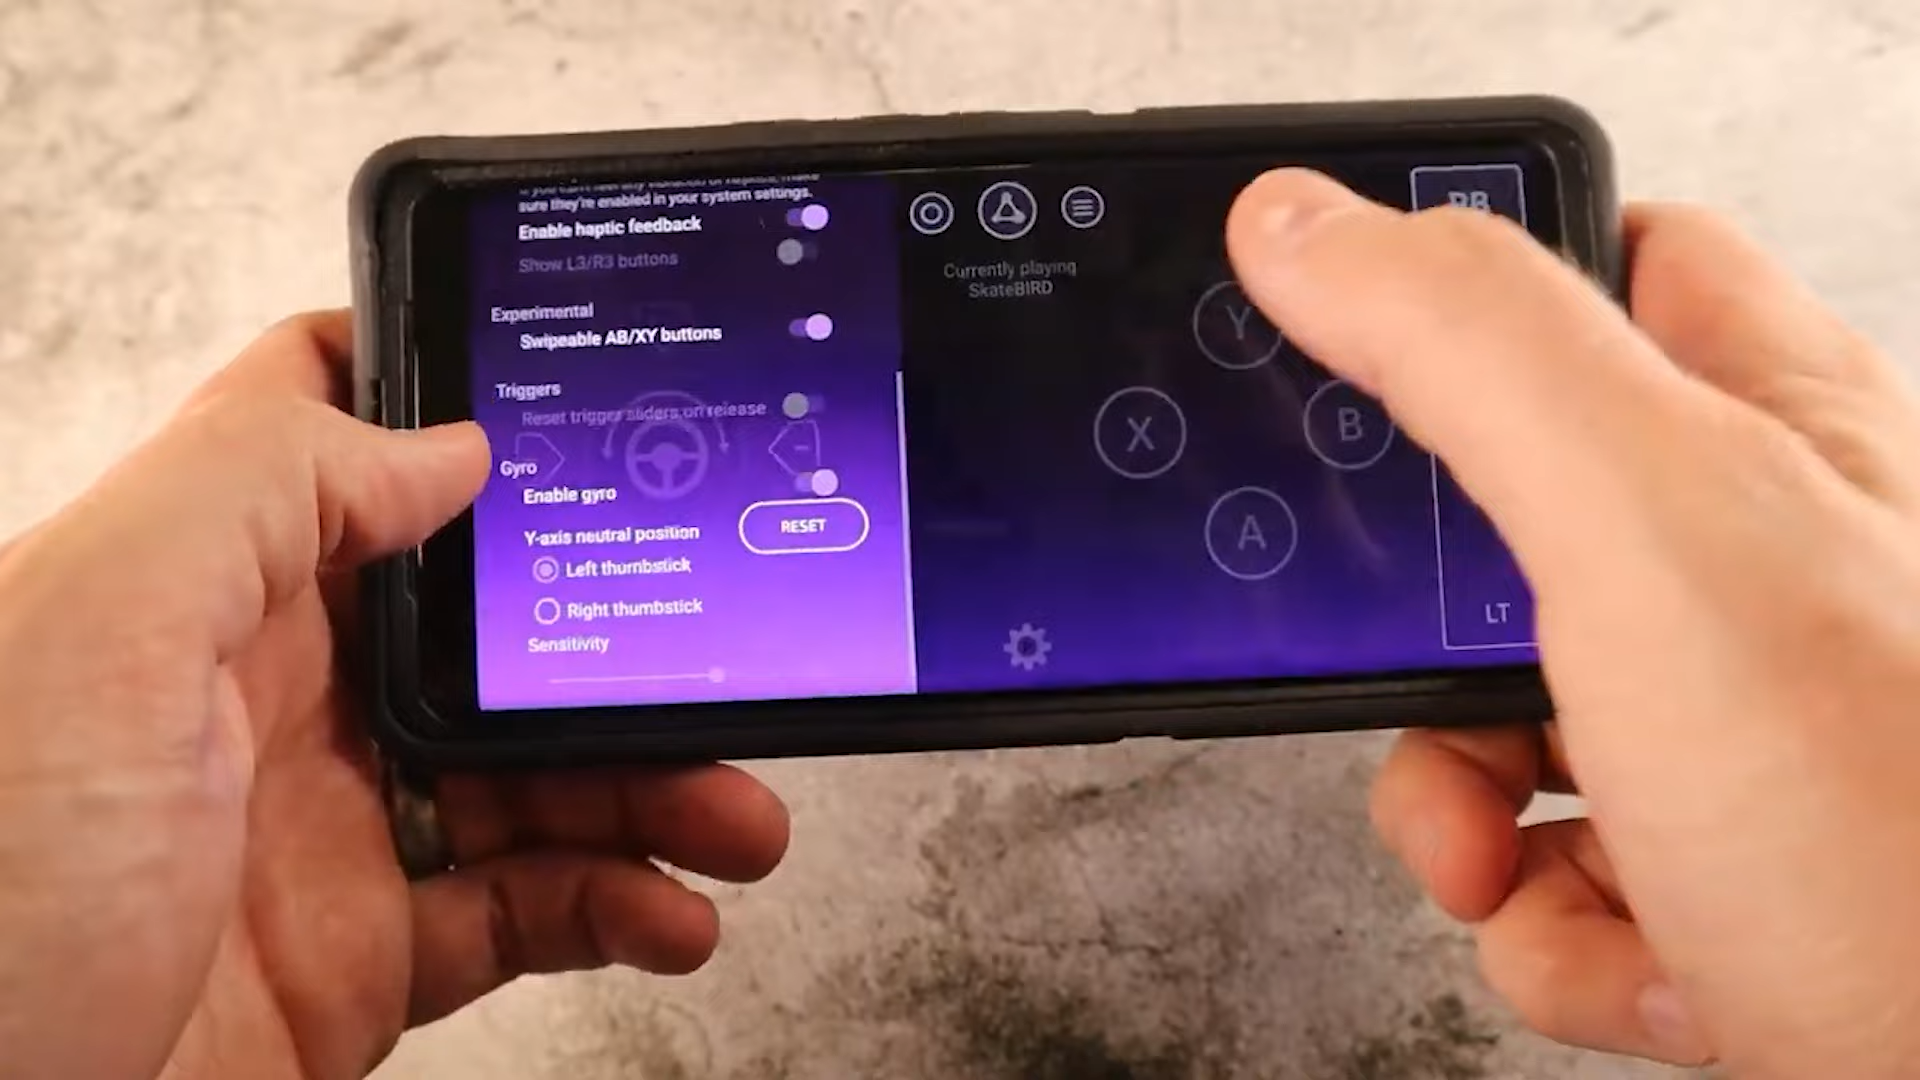 sure they're enabled in your system settings.
Enable haptic feedback
Show L3/R3 buttons
Experimental
Swipeable AB/XY buttons
Triggers
Reset trigger sliders on release
Gyro
Enable gyro
Y-axis neutral position
RESET
Left thumbstick
Right thumbstick
Sensitivity
Currently playing
SkateBIRD
Y
X
B
A
LT